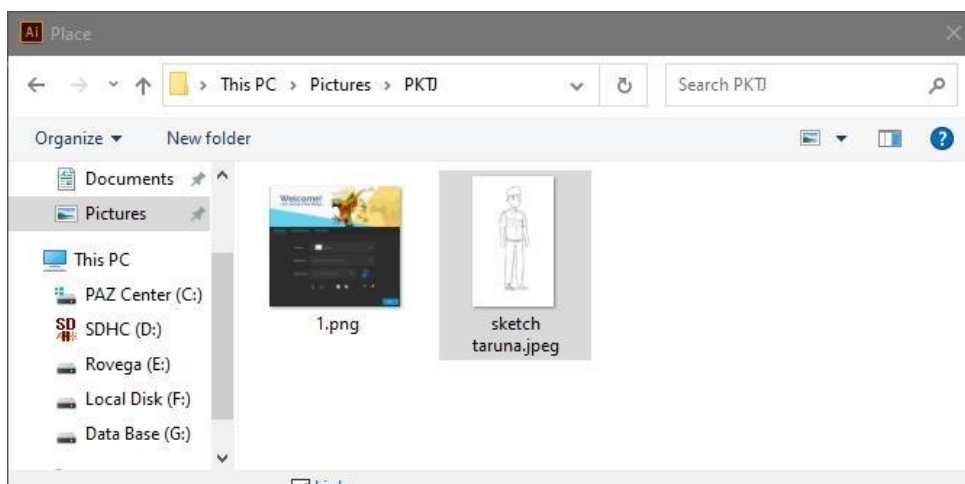 Ai Place
This PC > Pictures > PKTJ
Search PKTJ
Organize
New folder
Documents
Pictures
This PC
PAZ Center (C:)
SDHC (D:)
Rovega (E:)
Local Disk (F:)
Data Base (G:)
Welcome!
1.png
sketch
taruna.jpeg